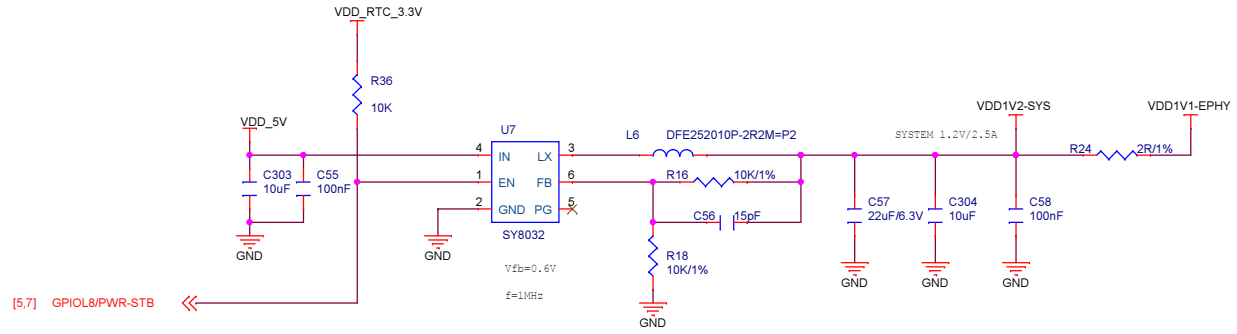 VDD_RTC_3.3V
R36
10K
VDD_5V
U7
L6 DFE252010P-2R2M=P2
SYSTEM 1.2V/2.5A
VDD1V2-SYS
VDD1V1-EPHY
R24 2R/1%
4 IN LX 3
1 EN FB 6
2 GND PG 5
SY8032
C303
10uF
C55
100nF
R16 10K/1%
C56 15pF
C57
22uF/6.3V
C304
10uF
C58
100nF
R18
10K/1%
GND
GND
GND
GND
GND
GND
Vfb=0.6V
f=1MHz
[5,7] GPIOL8/PWR-STB